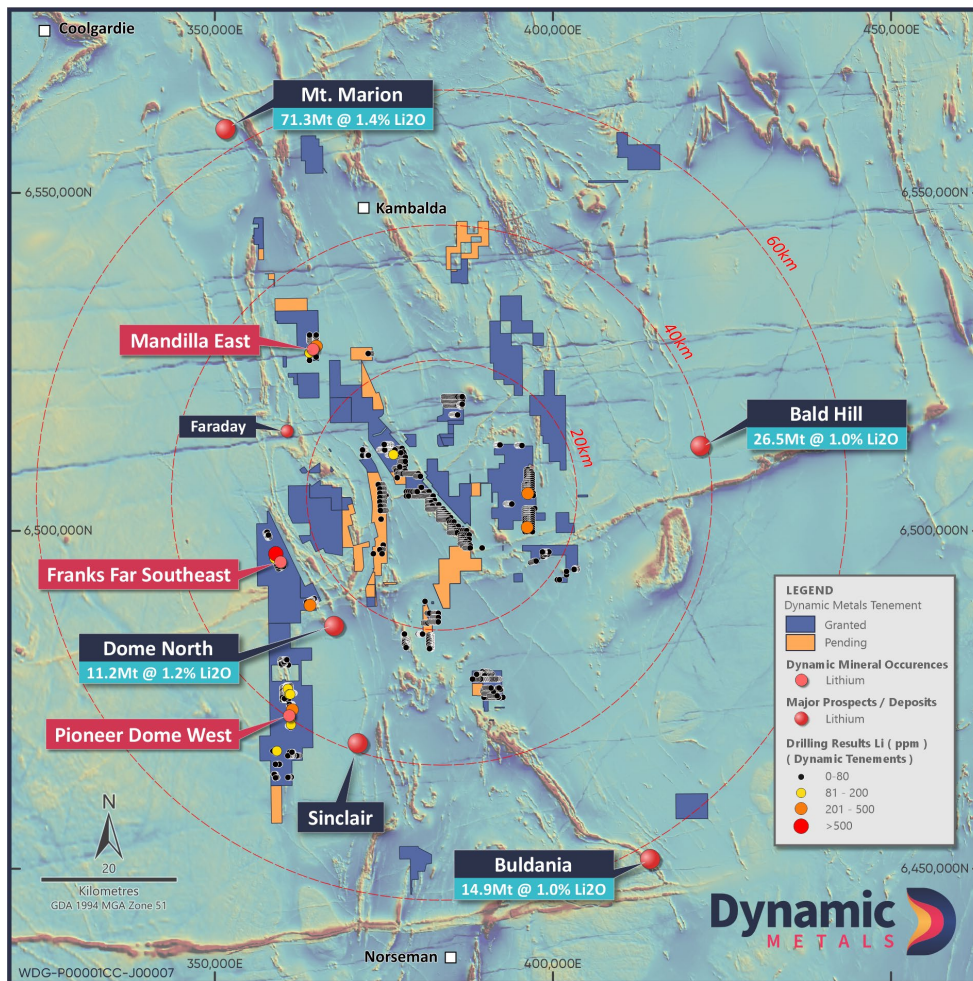 Coolgardie
350,000E
400,000E
450,000E
Mt. Marion
71.3Mt @ 1.4% Li2O
6,550,000N
6,550,000N
Kambalda
60km
40km
20km
Mandilla East
Faraday
Bald Hill
26.5Mt @ 1.0% Li2O
6,500,000N
6,500,000N
Franks Far Southeast
Dome North
11.2Mt @ 1.2% Li2O
Pioneer Dome West
Sinclair
LEGEND
Dynamic Metals Tenement
Granted
Pending
Dynamic Mineral Occurences
Lithium
Major Prospects / Deposits
Lithium
Drilling Results Li ( ppm )
( Dynamic Tenements )
0-80
81 - 200
201 - 500
>500
N
20
Kilometres
GDA 1994 MGA Zone 51
Buldania
14.9Mt @ 1.0% Li2O
6,450,000N
Dynamic
METALS
Norseman
WDG-P00001CC-J00007
350,000E
400,000E